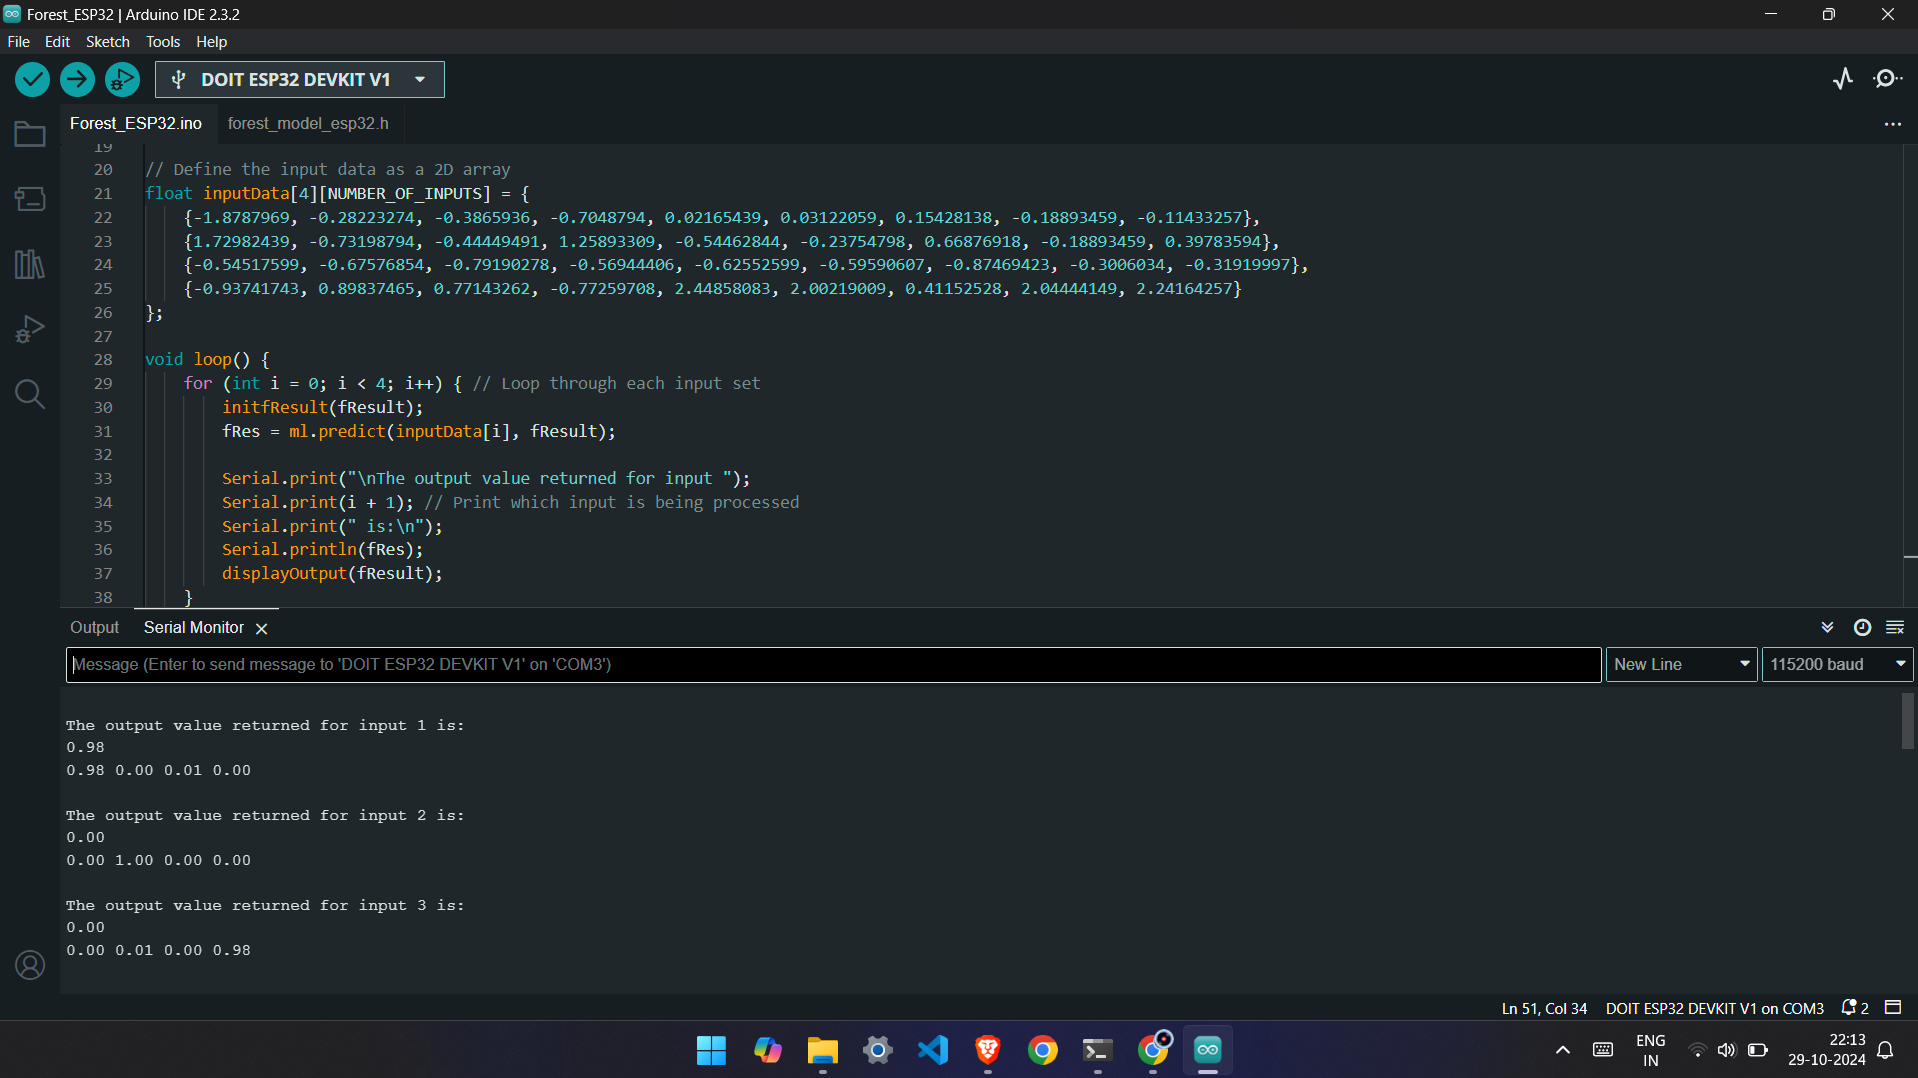 Forest_ESP32 | Arduino IDE 2.3.2
File Edit Sketch Tools Help
DOIT ESP32 DEVKIT V1
Forest_ESP32.ino forest_model_esp32.h
19
20 // Define the input data as a 2D array
21 float inputData[4][NUMBER_OF_INPUTS] = {
22 {-1.8787969, -0.28223274, -0.3865936, -0.7048794, 0.02165439, 0.03122059, 0.15428138, -0.18893459, -0.11433257},
23 {1.72982439, -0.73198794, -0.44449491, 1.25893309, -0.54462844, -0.23754798, 0.66876918, -0.18893459, 0.39783594},
24 {-0.54517599, -0.67576854, -0.79190278, -0.56944406, -0.62552599, -0.59590607, -0.87469423, -0.3006034, -0.31919997},
25 {-0.93741743, 0.89837465, 0.77143262, -0.77259708, 2.44858083, 2.00219009, 0.41152528, 2.04444149, 2.24164257}
26 };
27
28 void loop() {
29 for (int i = 0; i < 4; i++) { // Loop through each input set
30 initfResult(fResult);
31 fRes = ml.predict(inputData[i], fResult);
32
33 Serial.print("\nThe output value returned for input ");
34 Serial.print(i + 1); // Print which input is being processed
35 Serial.print(" is:\n");
36 Serial.println(fRes);
37 displayOutput(fResult);
38 }
Output Serial Monitor
Message (Enter to send message to 'DOIT ESP32 DEVKIT V1' on 'COM3') New Line 115200 baud
The output value returned for input 1 is:
0.98
0.98 0.00 0.01 0.00
The output value returned for input 2 is:
0.00
0.00 1.00 0.00 0.00
The output value returned for input 3 is:
0.00
0.00 0.01 0.00 0.98
Ln 51, Col 34 DOIT ESP32 DEVKIT V1 on COM3 2
ENG 22:13
IN 29-10-2024